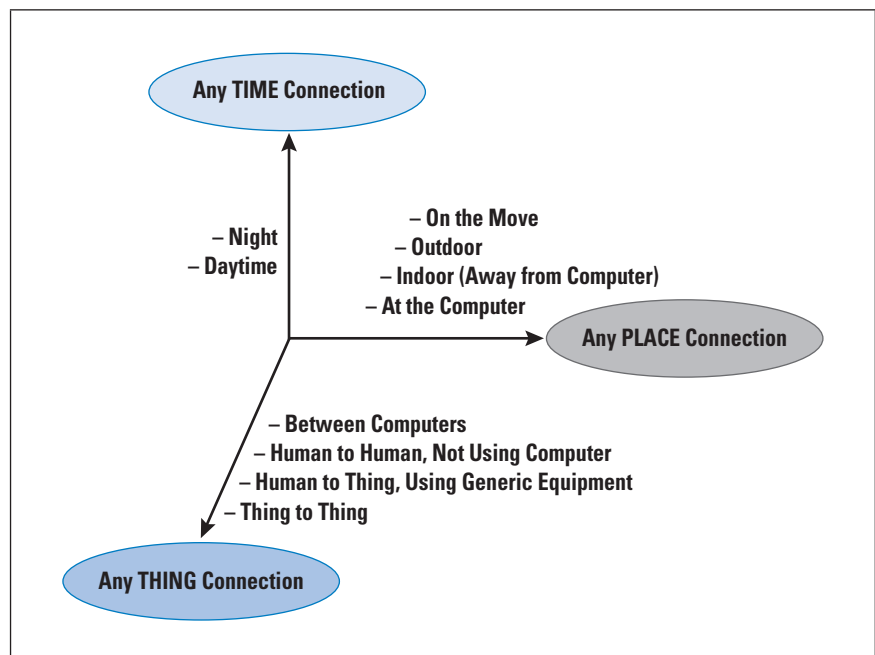 Any TIME Connection
– Night
– Daytime
– On the Move
– Outdoor
– Indoor (Away from Computer)
– At the Computer
Any PLACE Connection
– Between Computers
– Human to Human, Not Using Computer
– Human to Thing, Using Generic Equipment
– Thing to Thing
Any THING Connection